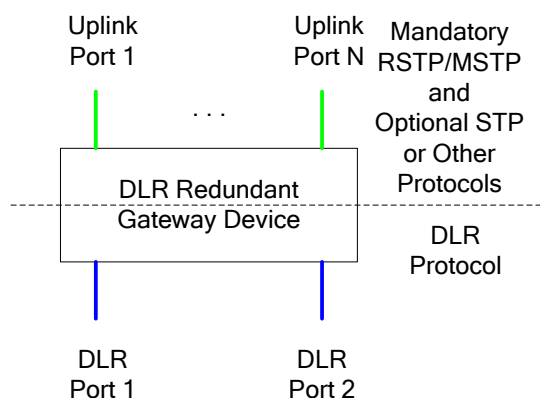 Uplink
Port 1
Uplink
Port N
. . .
Mandatory
RSTP/MSTP
and
Optional STP
or Other
Protocols
DLR Redundant
Gateway Device
DLR
Protocol
DLR
Port 1
DLR
Port 2